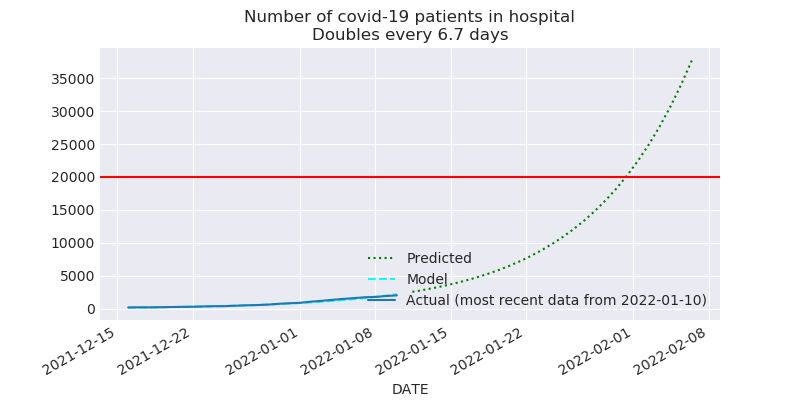 Number of covid-19 patients in hospital
Doubles every 6.7 days
35000
30000
25000
20000
15000
10000
5000
0
Predicted
Model
Actual (most recent data from 2022-01-10)
2021-12-15
2021-12-22
2022-01-01
2022-01-08
2022-01-15
2022-01-22
2022-02-01
2022-02-08
DATE